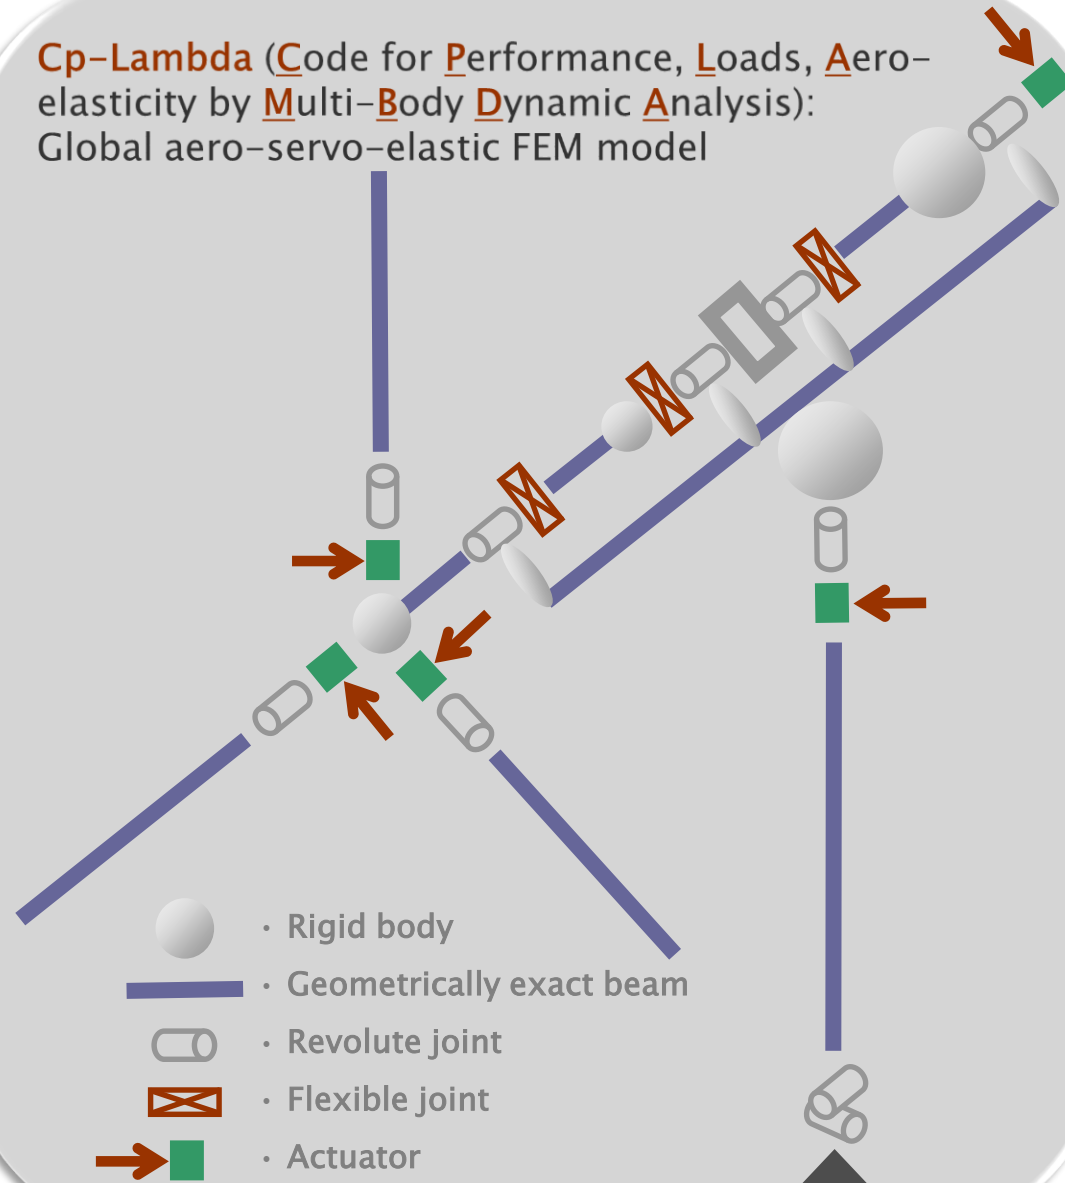 Cp-Lambda (Code for Performance, Loads, Aero-
elasticity by Multi-Body Dynamic Analysis):
Global aero-servo-elastic FEM model
· Rigid body
· Geometrically exact beam
· Revolute joint
· Flexible joint
· Actuator